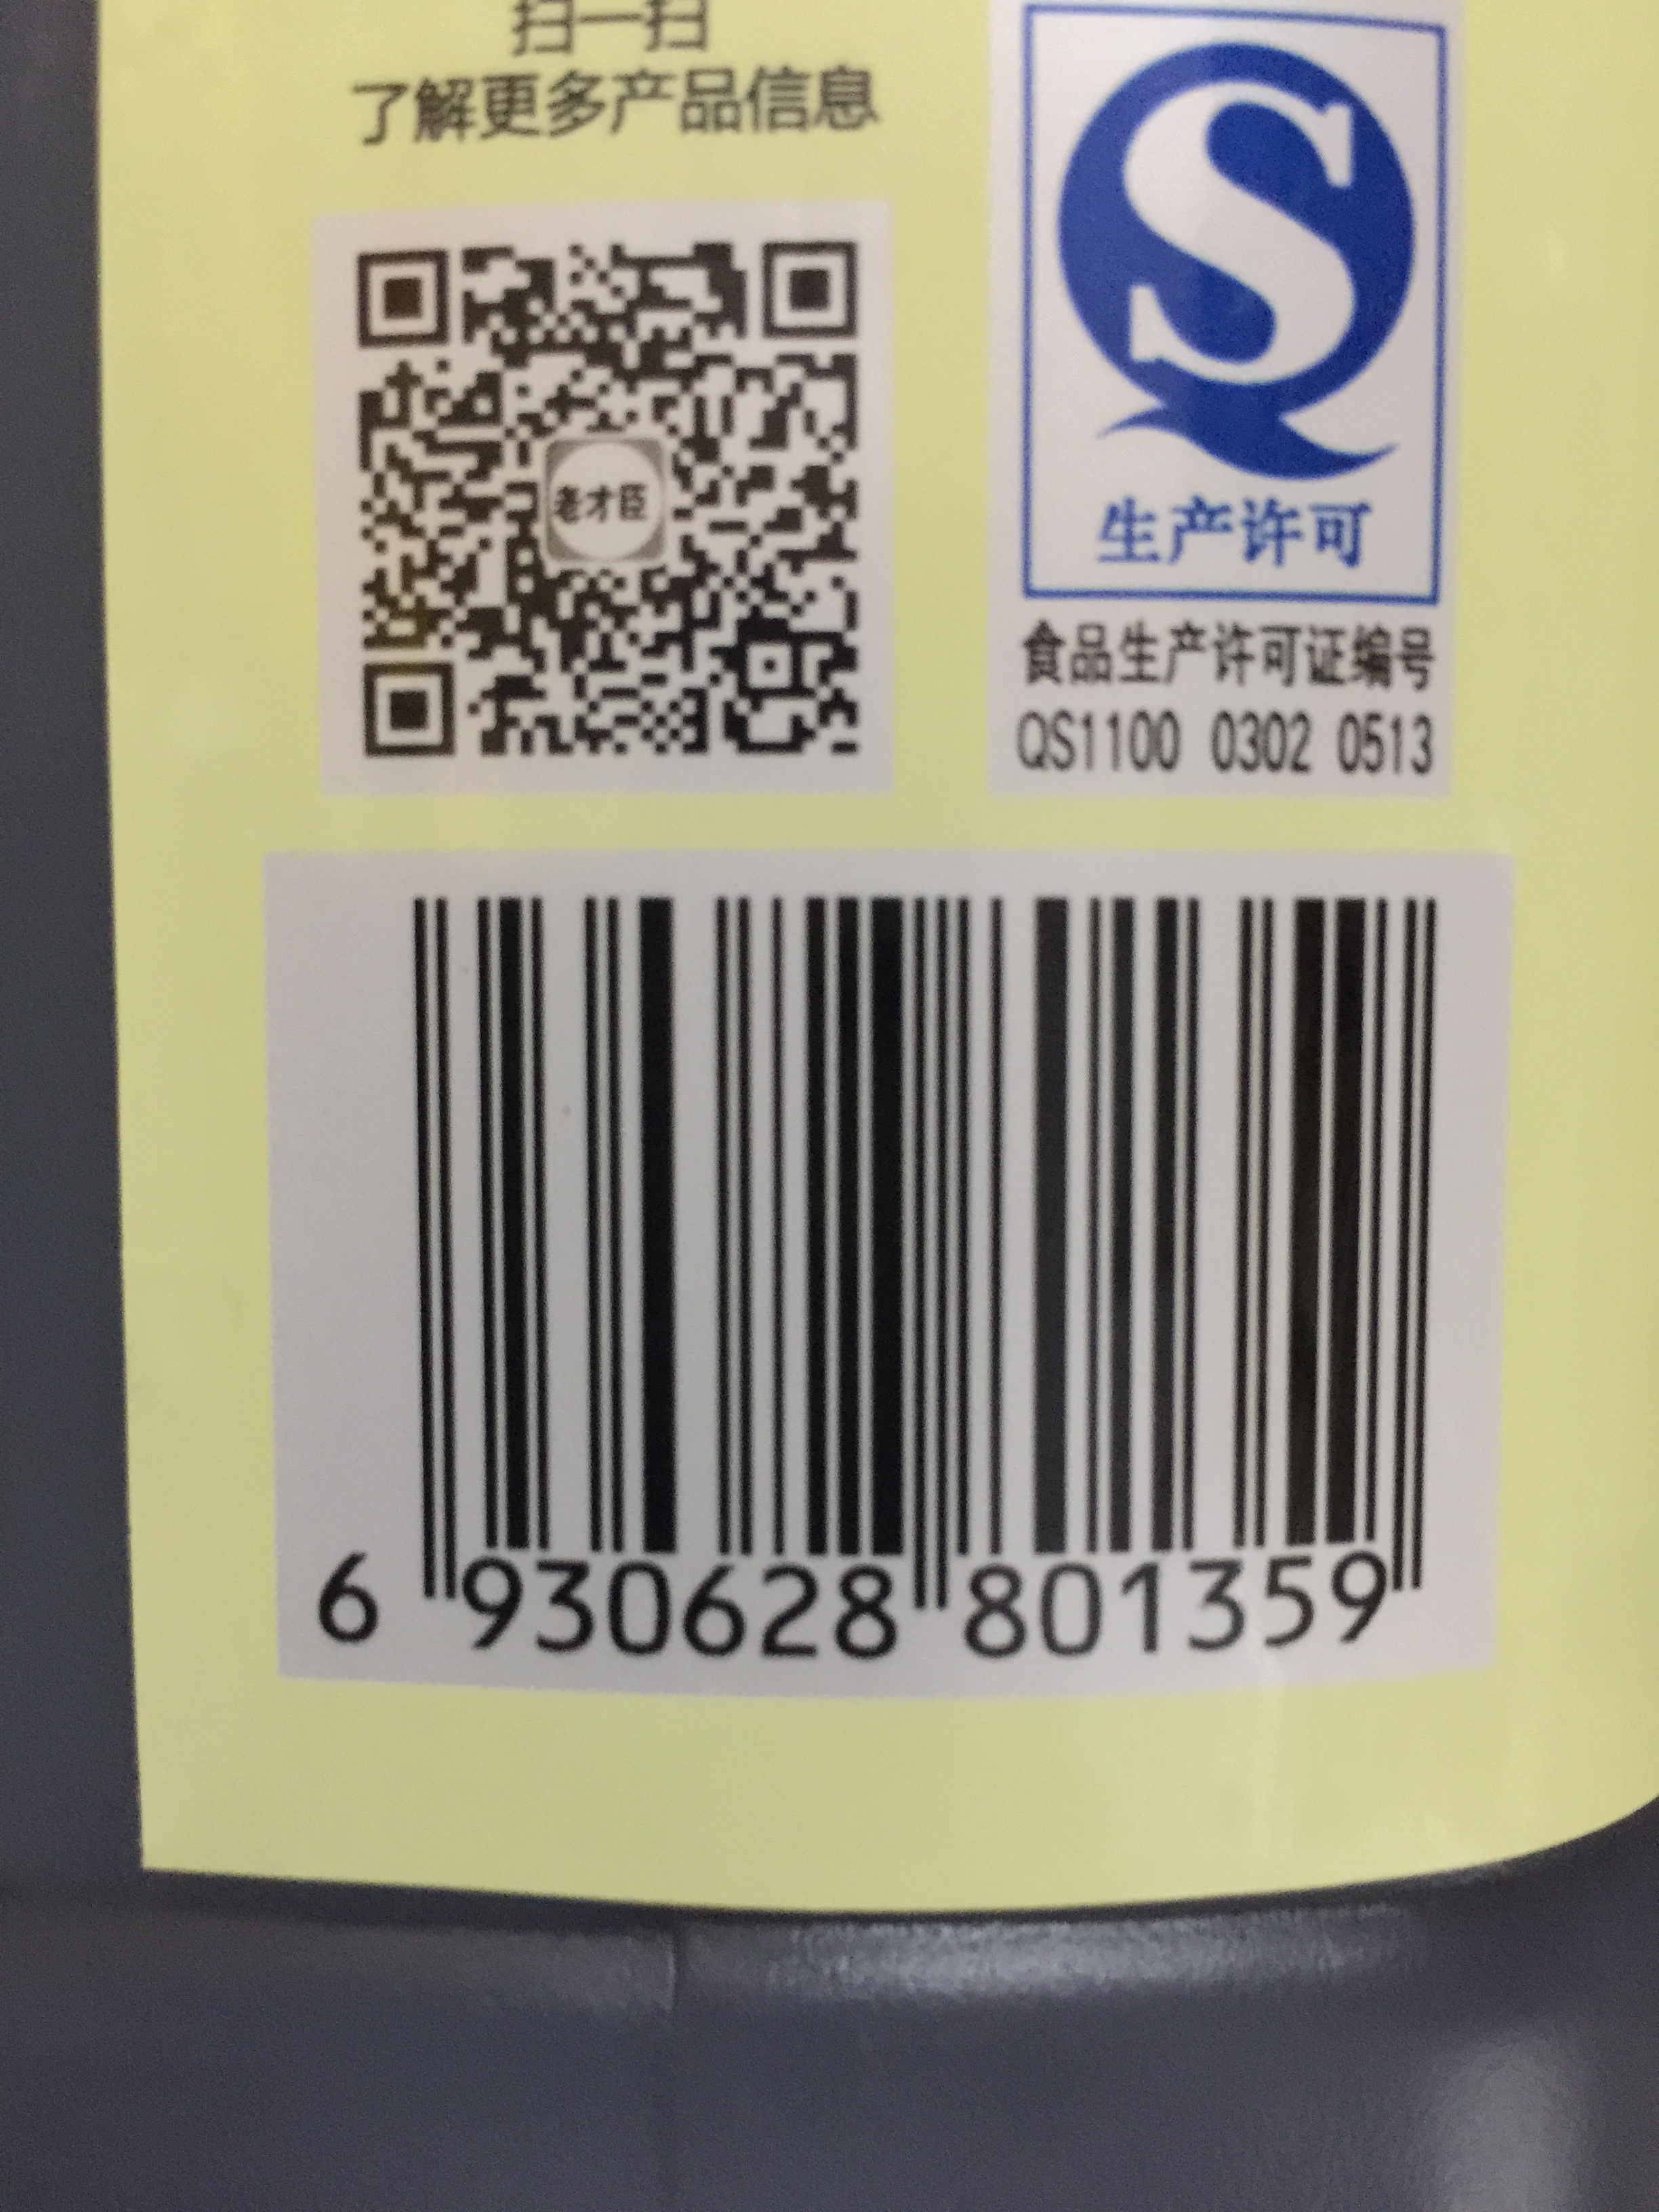 扫一扫
了解更多产品信息
老才臣
S
生产许可
食品生产许可证编号
QS1100 0302 0513
6 930628 801359